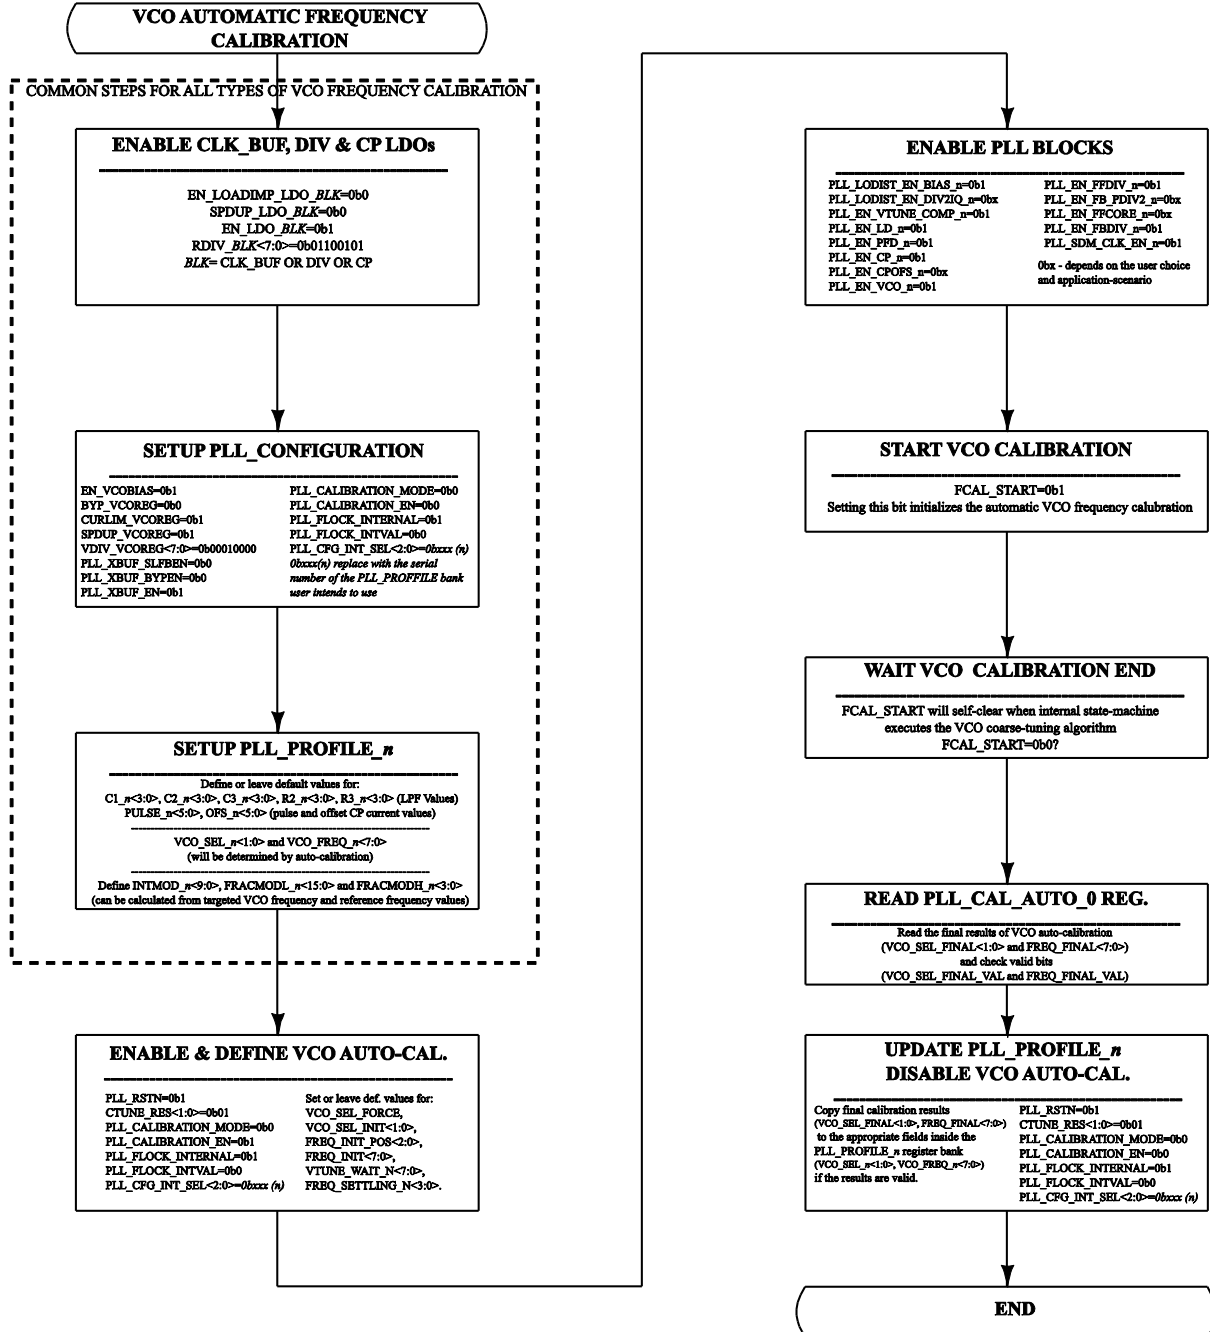 VCO AUTOMATIC FREQUENCY
CALIBRATION
COMMON STEPS FOR ALL TYPES OF VCO FREQUENCY CALIBRATION
ENABLE CLK_BUF, DIV & CP LDOs
EN_LOADIMP_LDO_BLK=0b0
SPDUP_LDO_BLK=0b0
EN_LDO_BLK=0b1
RDIV_BLK<7:0>=0b01100101
BLK= CLK_BUF OR DIV OR CP
SETUP PLL_CONFIGURATION
EN_VCOBIAS=0b1
BYP_VCOREG=0b0
CURLIM_VCOREG=0b1
SPDUP_VCOREG=0b1
VDIV_VCOREG<7:0>=0b00010000
PLL_XBUF_SLFBEN=0b0
PLL_XBUF_BYPEN=0b0
PLL_XBUF_EN=0b1
PLL_CALIBRATION_MODE=0b0
PLL_CALIBRATION_EN=0b0
PLL_FLOCK_INTERNAL=0b1
PLL_FLOCK_INTVAL=0b0
PLL_CFG_INT_SEL<2:0>=0bxxx (n)
0bxxx(n) replace with the serial
number of the PLL_PROFFILE bank
user intends to use
SETUP PLL_PROFILE_n
Define or leave default values for:
C1_n<3:0>, C2_n<3:0>, C3_n<3:0>, R2_n<3:0>, R3_n<3:0> (LPF Values)
PULSE_n<5:0>, OFS_n<5:0> (pulse and offset CP current values)
VCO_SEL_n<1:0> and VCO_FREQ_n<7:0>
(will be determined by auto-calibration)
Define INTMOD_n<9:0>, FRACMODL_n<15:0> and FRACMODH_n<3:0>
(can be calculated from targeted VCO frequency and reference frequency values)
ENABLE & DEFINE VCO AUTO-CAL.
PLL_RSTN=0b1
CTUNE_RES<1:0>=0b01
PLL_CALIBRATION_MODE=0b0
PLL_CALIBRATION_EN=0b1
PLL_FLOCK_INTERNAL=0b1
PLL_FLOCK_INTVAL=0b0
PLL_CFG_INT_SEL<2:0>=0bxxx (n)
Set or leave def. values for:
VCO_SEL_FORCE,
VCO_SEL_INIT<1:0>,
FREQ_INIT_POS<2:0>,
FREQ_INIT<7:0>,
VTUNE_WAIT_N<7:0>,
FREQ_SETTLING_N<3:0>.
ENABLE PLL BLOCKS
PLL_LODIST_EN_BIAS_n=0b1
PLL_LODIST_EN_DIV2IQ_n=0bx
PLL_EN_VTUNE_COMP_n=0b1
PLL_EN_LD_n=0b1
PLL_EN_PFD_n=0b1
PLL_EN_CP_n=0b1
PLL_EN_CPOFS_n=0bx
PLL_EN_VCO_n=0b1
PLL_EN_FFDIV_n=0b1
PLL_EN_FB_PDIV2_n=0bx
PLL_EN_FFCORE_n=0bx
PLL_EN_FBDIV_n=0b1
PLL_SDM_CLK_EN_n=0b1
0bx - depends on the user choice
and application-scenario
START VCO CALIBRATION
FCAL_START=0b1
Setting this bit initializes the automatic VCO frequency calubration
WAIT VCO CALIBRATION END
FCAL_START will self-clear when internal state-machine
executes the VCO coarse-tuning algorithm
FCAL_START=0b0?
READ PLL_CAL_AUTO_0 REG.
Read the final results of VCO auto-calibration
(VCO_SEL_FINAL<1:0> and FREQ_FINAL<7:0>)
and check valid bits
(VCO_SEL_FINAL_VAL and FREQ_FINAL_VAL)
UPDATE PLL_PROFILE_n
DISABLE VCO AUTO-CAL.
Copy final calibration results
(VCO_SEL_FINAL<1:0>, FREQ_FINAL<7:0>)
to the appropriate fields inside the
PLL_PROFILE_n register bank
(VCO_SEL_n<1:0>, VCO_FREQ_n<7:0>)
if the results are valid.
PLL_RSTN=0b1
CTUNE_RES<1:0>=0b01
PLL_CALIBRATION_MODE=0b0
PLL_CALIBRATION_EN=0b0
PLL_FLOCK_INTERNAL=0b1
PLL_FLOCK_INTVAL=0b0
PLL_CFG_INT_SEL<2:0>=0bxxx (n)
END